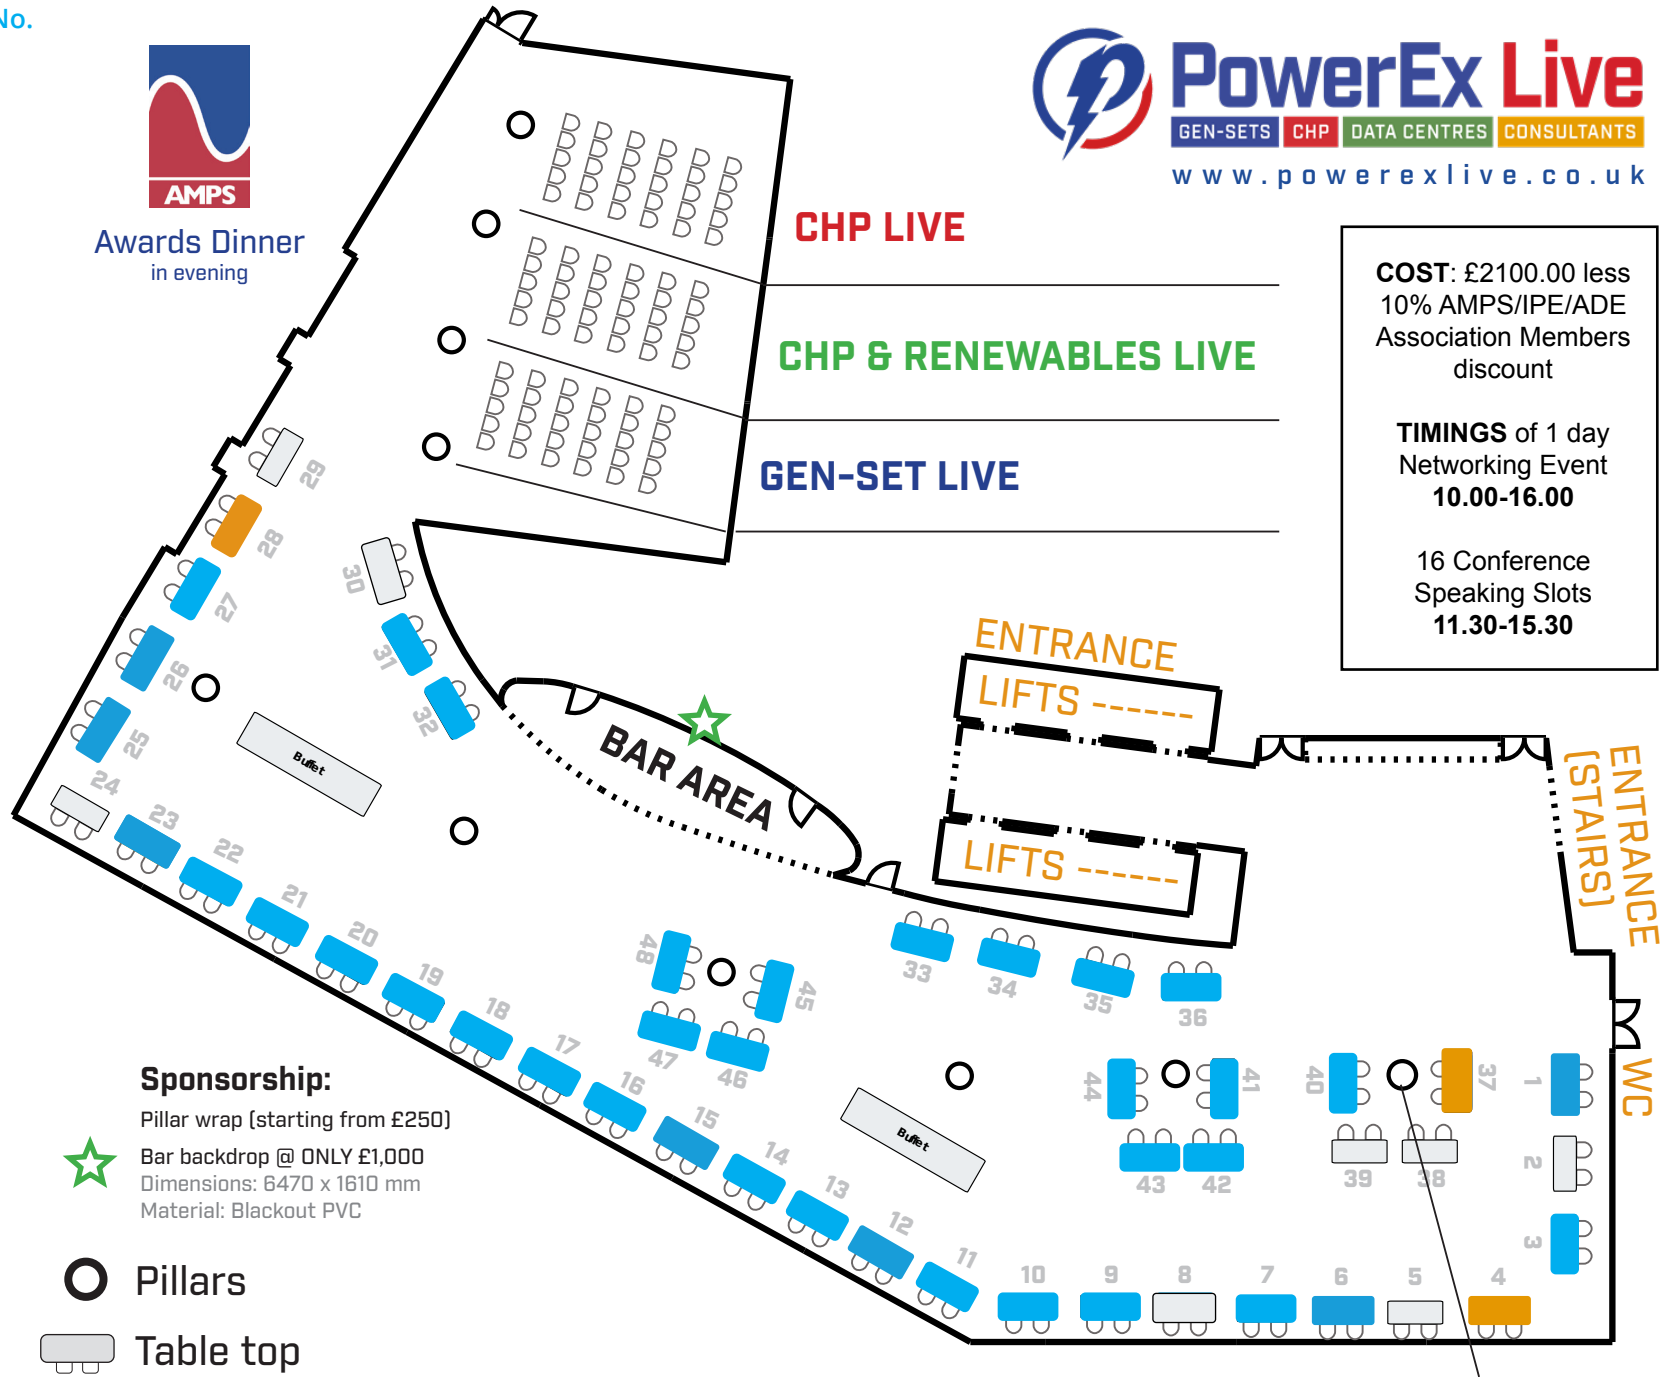 No.
AMPS
Awards Dinner
in evening
PowerEx Live
GEN-SETS CHP DATA CENTRES CONSULTANTS
www.powerexlive.co.uk
CHP LIVE
CHP & RENEWABLES LIVE
GEN-SET LIVE
COST: £2100.00 less
10% AMPS/IPE/ADE
Association Members
discount
TIMINGS of 1 day
Networking Event
10.00-16.00
16 Conference
Speaking Slots
11.30-15.30
29
28
27
26
25
24
23
22
21
20
19
18
17
16
15
14
13
12
11
10
9
8
7
6
5
4
3
2
1
30
31
32
Buffet
BAR AREA
ENTRANCE
LIFTS ------
LIFTS ------
ENTRANCE
(STAIRS)
WC
33
34
35
36
48
45
47
46
44
41
43
42
40
37
39
38
Buffet
Sponsorship:
Pillar wrap (starting from £250)
Bar backdrop @ ONLY £1,000
Dimensions: 6470 x 1610 mm
Material: Blackout PVC
Pillars
Table top